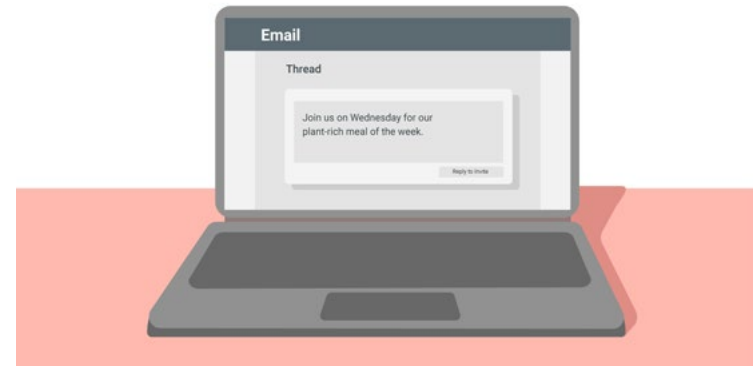 Email
Thread
Join us on Wednesday for our
plant-rich meal of the week.
Reply to Invite